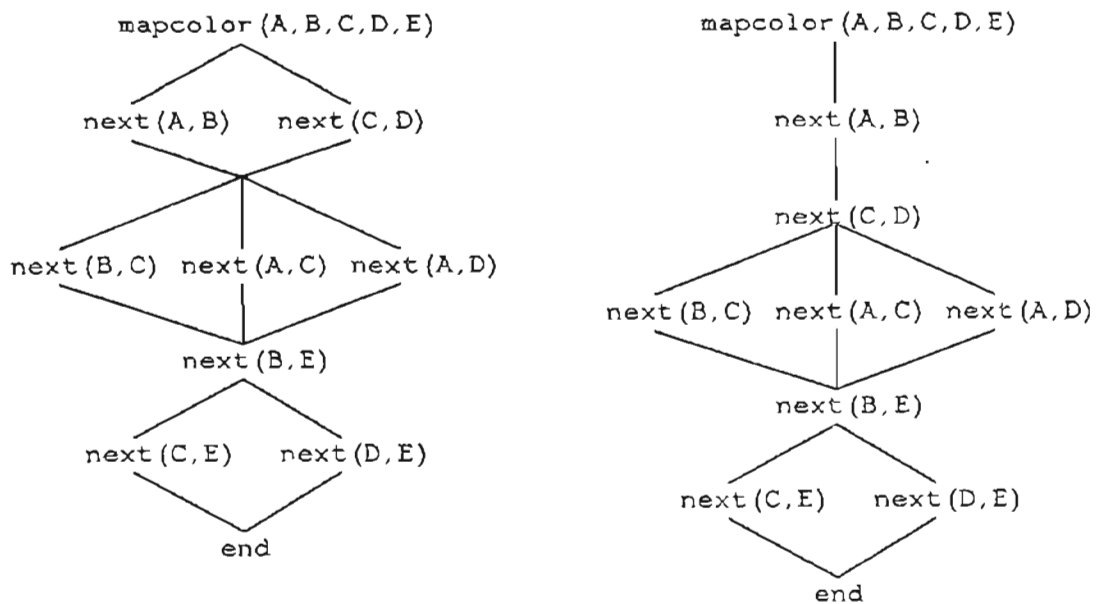 mapcolor(A,B,C,D,E)
next(A,B) next(C,D)
next(B,C) next(A,C) next(A,D)
next(B,E)
next(C,E) next(D,E)
end
mapcolor(A,B,C,D,E)
next(A,B)
next(C,D)
next(B,C) next(A,C) next(A,D)
next(B,E)
next(C,E) next(D,E)
end